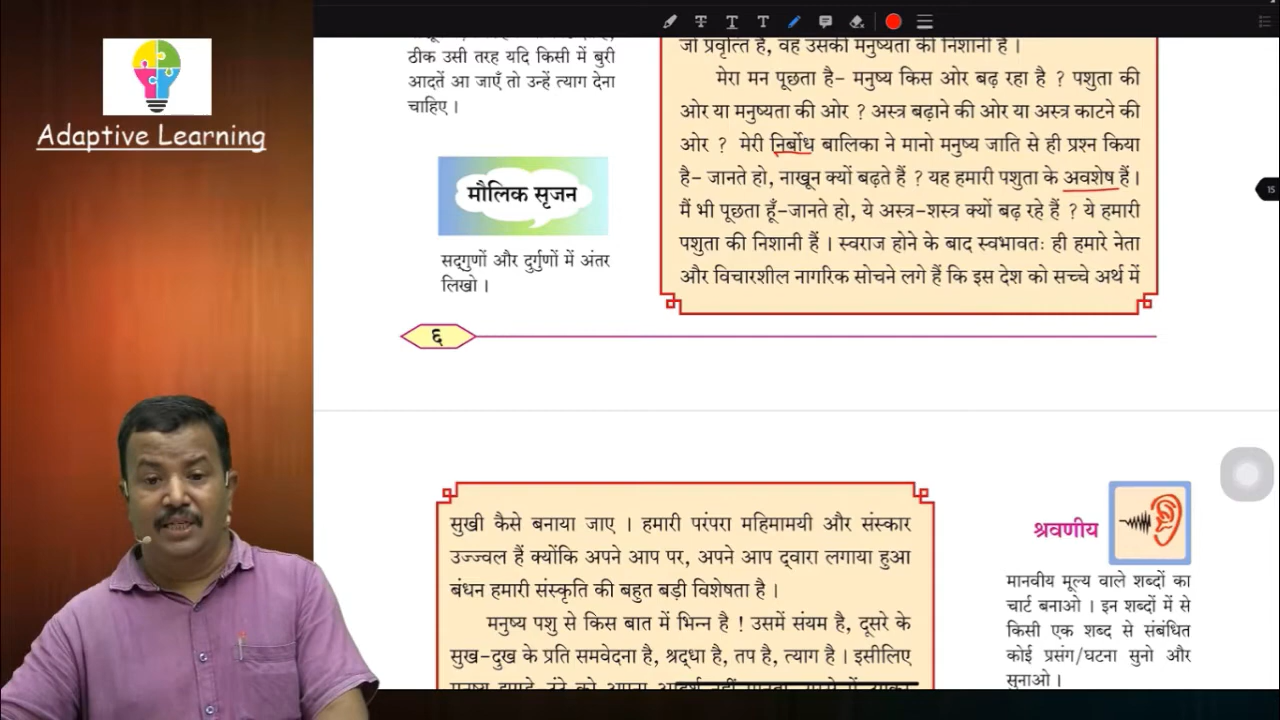 Adaptive Learning
ठीक उसी तरह यदि किसी में बुरी
आदतें आ जाएँ तो उन्हें त्याग देना
चाहिए ।
मौलिक सृजन
सद्‌गुणों और दुर्गुणों में अंतर
लिखो ।
जो प्रवृत्ति है, वह उसकी मनुष्यता की निशानी है ।
मेरा मन पूछता है- मनुष्य किस ओर बढ़ रहा है ? पशुता की
ओर या मनुष्यता की ओर ? अस्त्र बढ़ाने की ओर या अस्त्र काटने की
ओर ? मेरी निर्बोध बालिका ने मानो मनुष्य जाति से ही प्रश्न किया
है- जानते हो, नाखून क्यों बढ़ते हैं ? यह हमारी पशुता के अवशेष हैं ।
मैं भी पूछता हूँ-जानते हो, ये अस्त्र-शस्त्र क्यों बढ़ रहे हैं ? ये हमारी
पशुता की निशानी हैं । स्वराज होने के बाद स्वभावतः ही हमारे नेता
और विचारशील नागरिक सोचने लगे हैं कि इस देश को सच्चे अर्थ में
६
15
सुखी कैसे बनाया जाए । हमारी परंपरा महिमामयी और संस्कार
उज्ज्वल हैं क्योंकि अपने आप पर, अपने आप द्‌वारा लगाया हुआ
बंधन हमारी संस्कृति की बहुत बड़ी विशेषता है ।
मनुष्य पशु से किस बात में भिन्न है ! उसमें संयम है, दूसरे के
सुख-दुख के प्रति समवेदना है, श्रद्‌धा है, तप है, त्याग है । इसीलिए
श्रवणीय
मानवीय मूल्य वाले शब्दों का
चार्ट बनाओ । इन शब्दों में से
किसी एक शब्द से संबंधित
कोई प्रसंग/घटना सुनो और
सुनाओ ।